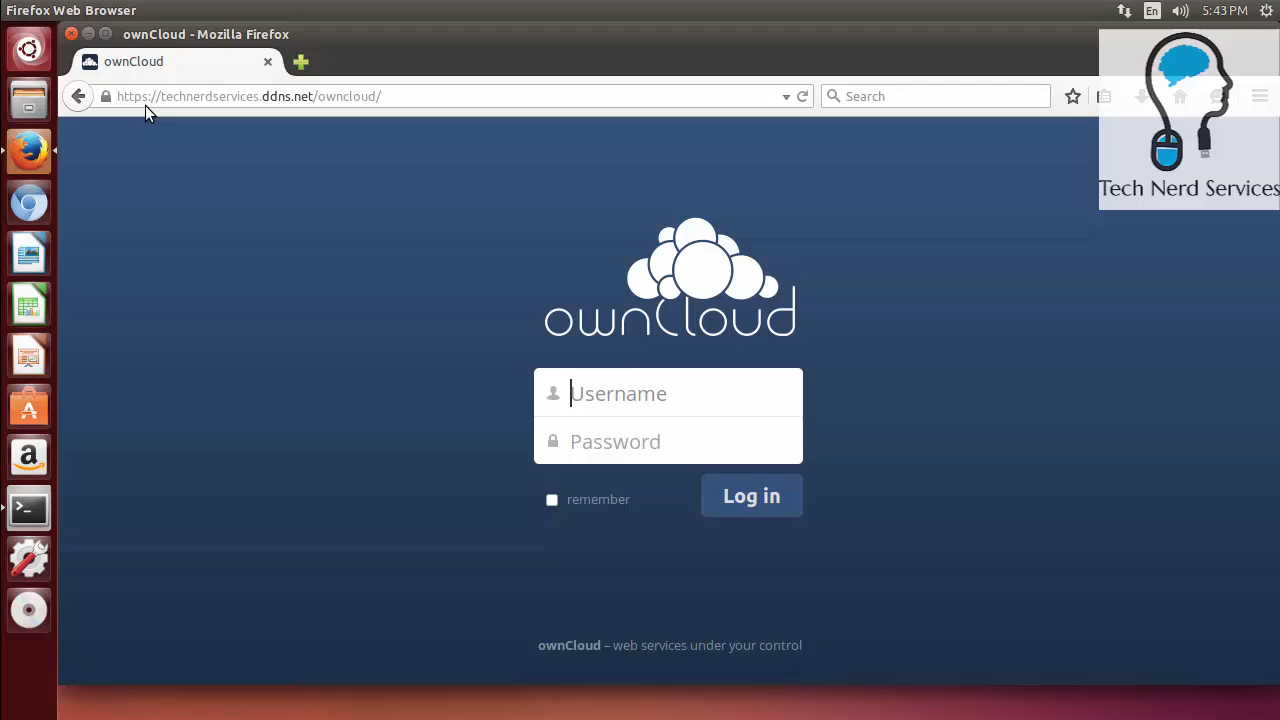 Firefox Web Browser
En
5:43 PM
ownCloud - Mozilla Firefox
ownCloud
https://technerdservices.ddns.net/owncloud/
Search
Tech Nerd Services
ownCloud
Username
Password
remember
Log in
ownCloud – web services under your control